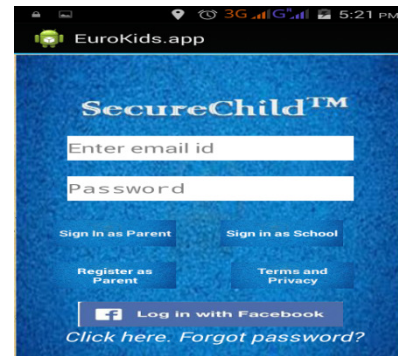 3G G 5:21 PM
EuroKids.app
SecureChild™
Enter email id
Password
Sign In as Parent Sign in as School
Register as Parent Terms and Privacy
f Log in with Facebook
Click here. Forgot password?